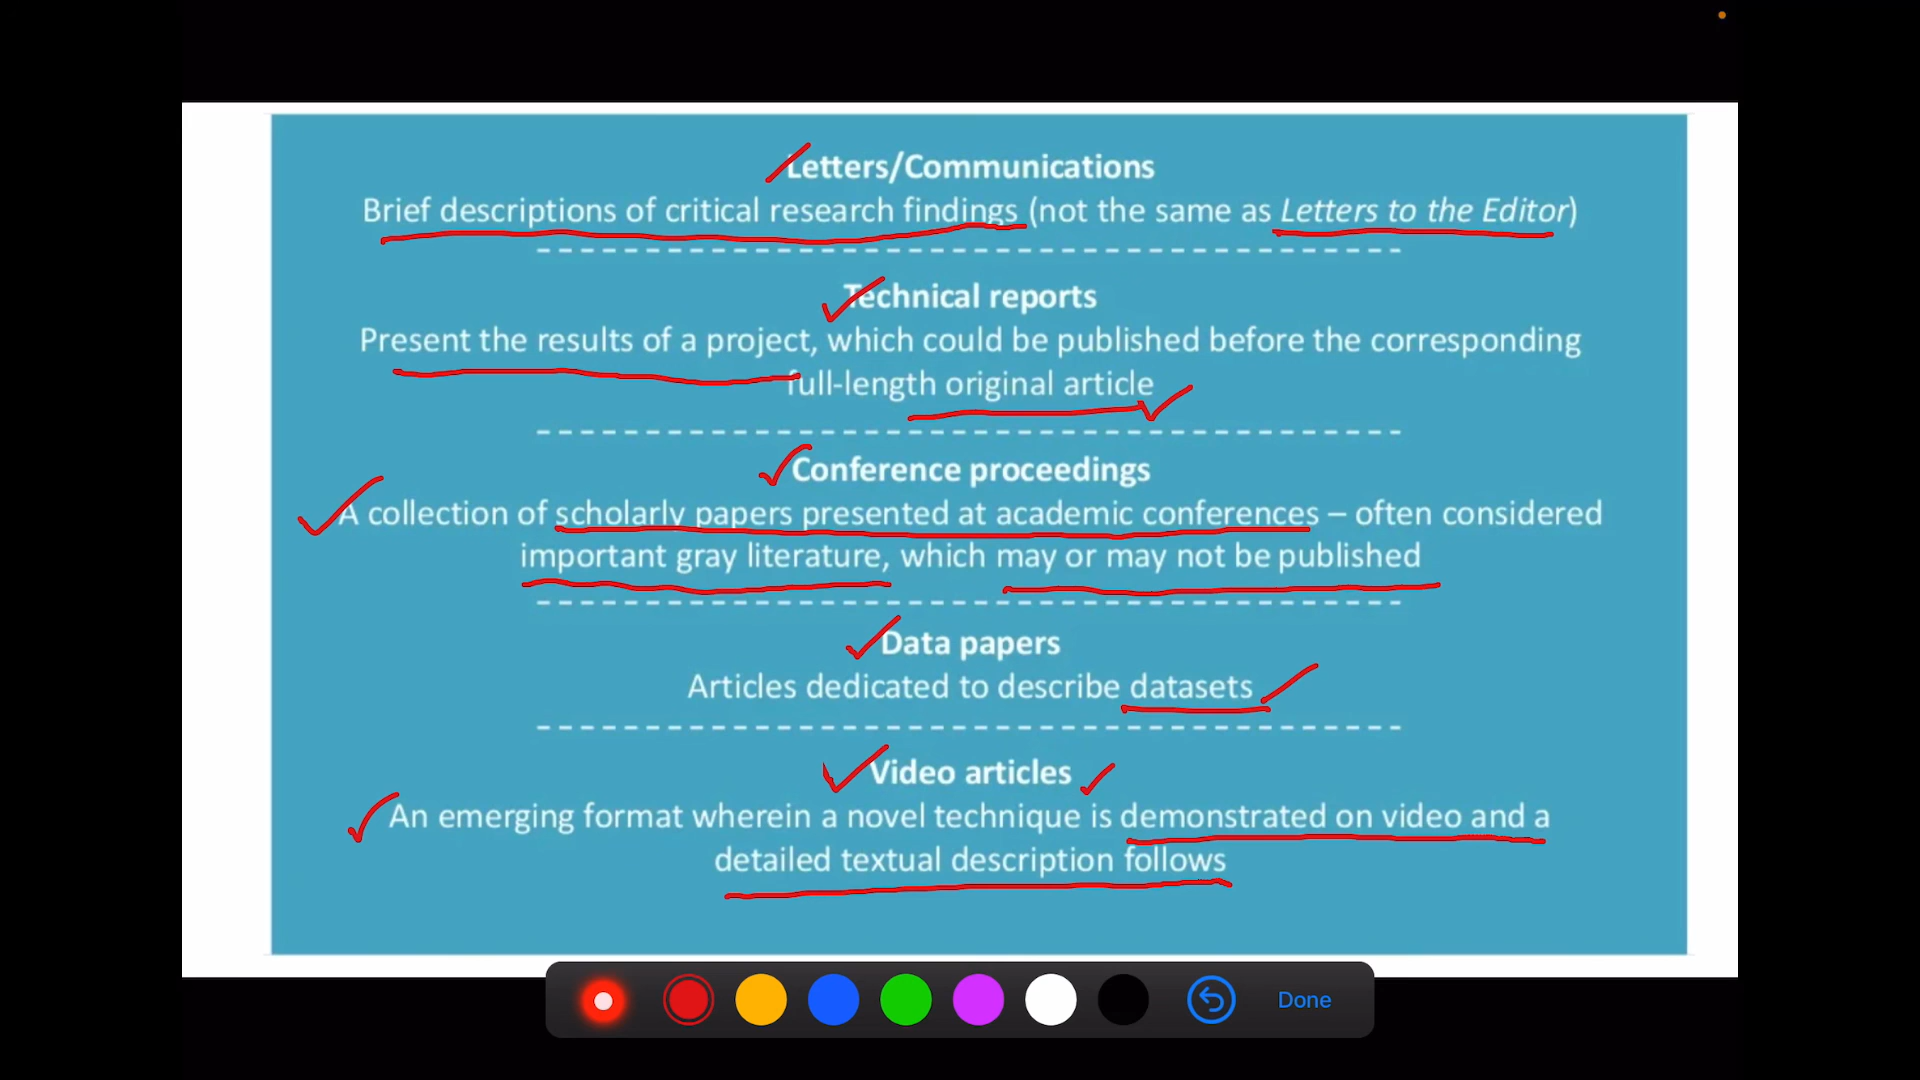 Letters/Communications
Brief descriptions of critical research findings (not the same as Letters to the Editor)
Technical reports
Present the results of a project, which could be published before the corresponding
full-length original article
Conference proceedings
A collection of scholarly papers presented at academic conferences – often considered
important gray literature, which may or may not be published
Data papers
Articles dedicated to describe datasets
Video articles
An emerging format wherein a novel technique is demonstrated on video and a
detailed textual description follows
Done